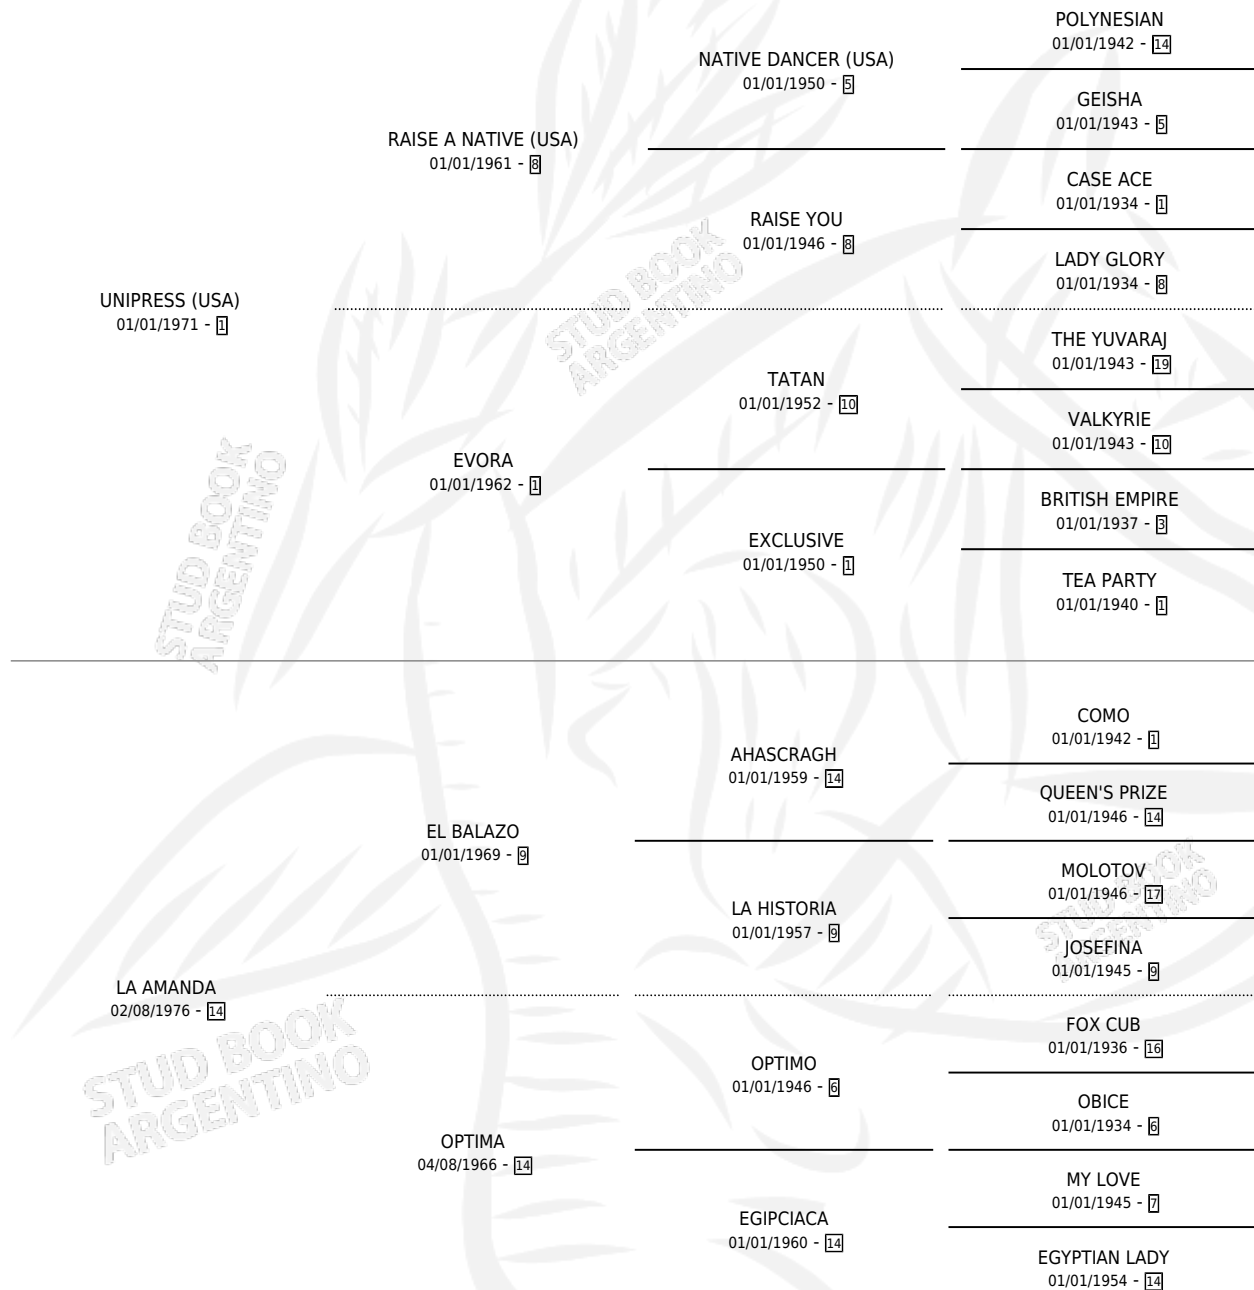 POLYNESIAN
01/01/1942 - 14
NATIVE DANCER (USA)
01/01/1950 - 5
GEISHA
01/01/1943 - 5
RAISE A NATIVE (USA)
01/01/1961 - 8
CASE ACE
01/01/1934 - 1
RAISE YOU
01/01/1946 - 8
LADY GLORY
01/01/1934 - 8
UNIPRESS (USA)
01/01/1971 - 1
THE YUVARAJ
01/01/1943 - 19
TATAN
01/01/1952 - 10
VALKYRIE
01/01/1943 - 10
EVORA
01/01/1962 - 1
BRITISH EMPIRE
01/01/1937 - 3
EXCLUSIVE
01/01/1950 - 1
TEA PARTY
01/01/1940 - 1
COMO
01/01/1942 - 1
AHASCRAGH
01/01/1959 - 14
QUEEN'S PRIZE
01/01/1946 - 14
EL BALAZO
01/01/1969 - 9
MOLOTOV
01/01/1946 - 17
LA HISTORIA
01/01/1957 - 9
JOSEFINA
01/01/1945 - 9
LA AMANDA
02/08/1976 - 14
FOX CUB
01/01/1936 - 16
OPTIMO
01/01/1946 - 6
OBICE
01/01/1934 - 6
OPTIMA
04/08/1966 - 14
MY LOVE
01/01/1945 - 7
EGIPCIACA
01/01/1960 - 14
EGYPTIAN LADY
01/01/1954 - 14
STUD BOOK
ARGENTINO
STUD BOOK
ARGENTINO
STUD BOOK
ARGENTINO
STUD BOOK
ARGENTINO